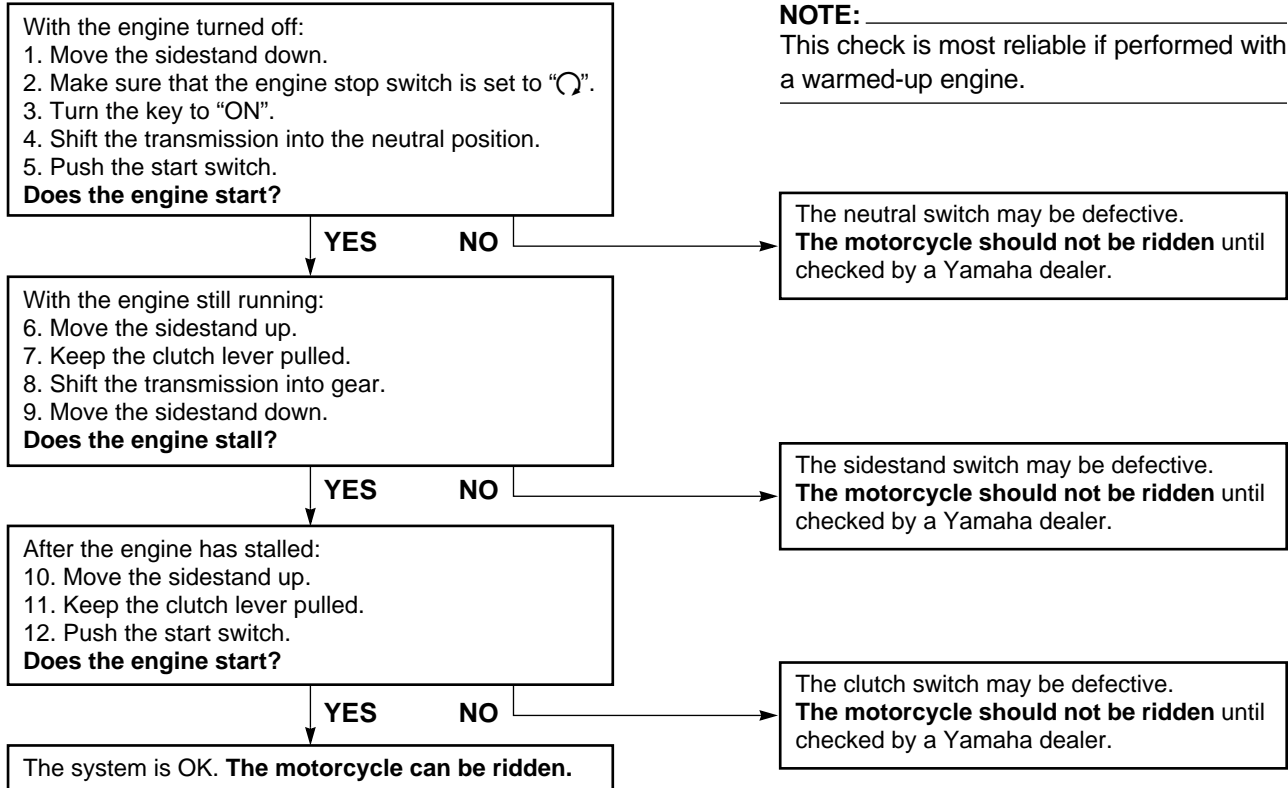 With the engine turned off:
1. Move the sidestand down.
2. Make sure that the engine stop switch is set to “”.
3. Turn the key to “ON”.
4. Shift the transmission into the neutral position.
5. Push the start switch.
Does the engine start?
NOTE:
This check is most reliable if performed with
a warmed-up engine.
YES NO
The neutral switch may be defective.
The motorcycle should not be ridden until
checked by a Yamaha dealer.
With the engine still running:
6. Move the sidestand up.
7. Keep the clutch lever pulled.
8. Shift the transmission into gear.
9. Move the sidestand down.
Does the engine stall?
YES NO
The sidestand switch may be defective.
The motorcycle should not be ridden until
checked by a Yamaha dealer.
After the engine has stalled:
10. Move the sidestand up.
11. Keep the clutch lever pulled.
12. Push the start switch.
Does the engine start?
YES NO
The clutch switch may be defective.
The motorcycle should not be ridden until
checked by a Yamaha dealer.
The system is OK. The motorcycle can be ridden.